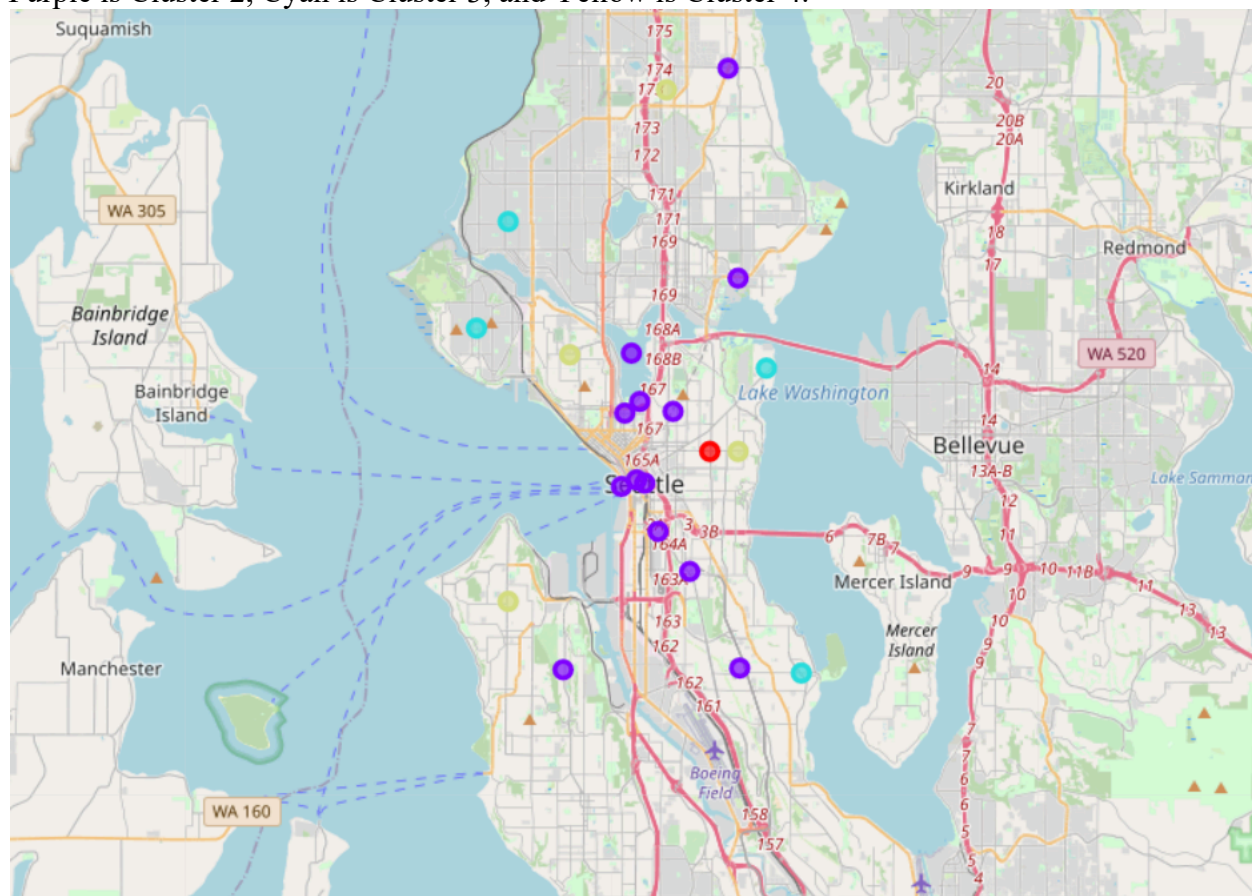 Purple is Cluster 2, Cyan is Cluster 3, and Yellow is Cluster 4.
Suquamish
175
174
20
173
20B
20A
173
172
Kirkland
171
WA 305
171
18
169
Redmond
17
169
Bainbridge
Island
168A
168B
WA 520
14
167
Bainbridge
Island
Lake Washington
167
14
Bellevue
165A
13A-B
Seattle
Lake Sammam
12
3
3B
6
7B
7
11
164A
9
9
10
11B
11
163A
Mercer Island
10
13
13
163
10
Mercer
Island
162
9
9
Manchester
162
161
7
Boeing
Field
7
6
6
WA 160
158
5
157
5
4